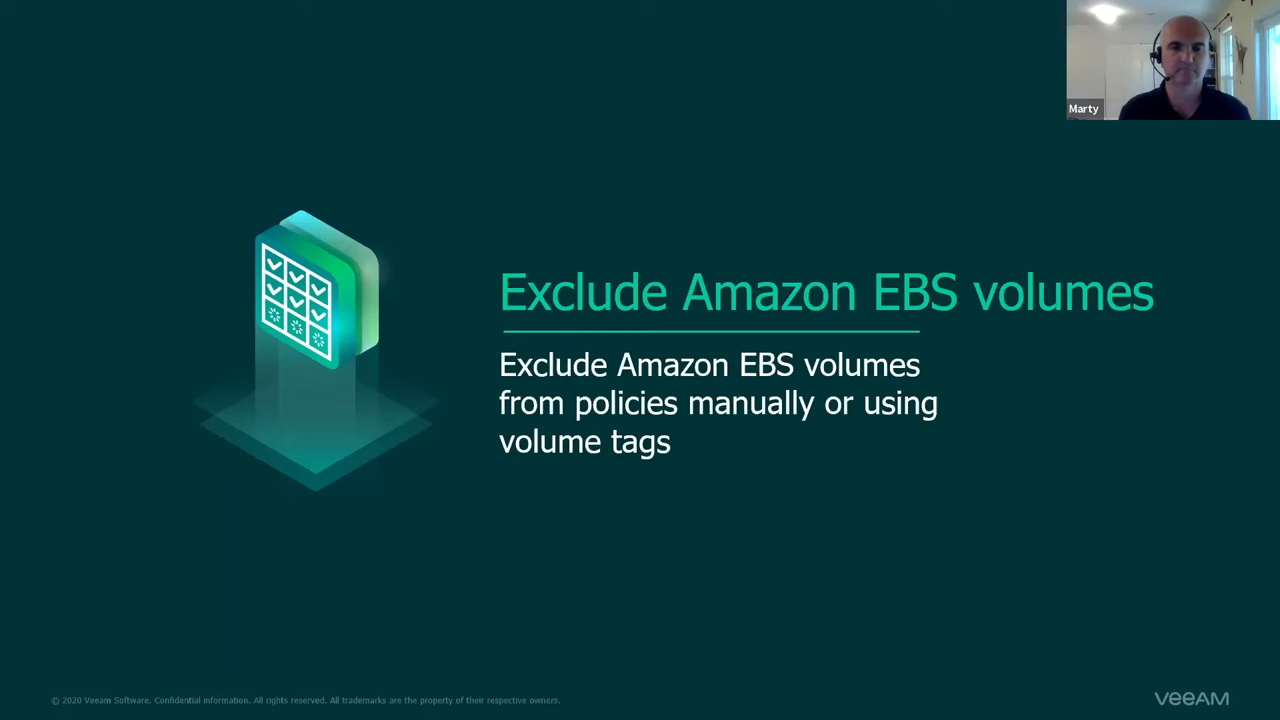 Marty
Exclude Amazon EBS volumes
Exclude Amazon EBS volumes
from policies manually or using
volume tags
© 2020 Veeam Software. Confidential information. All rights reserved. All trademarks are the property of their respective owners.
VEEAM